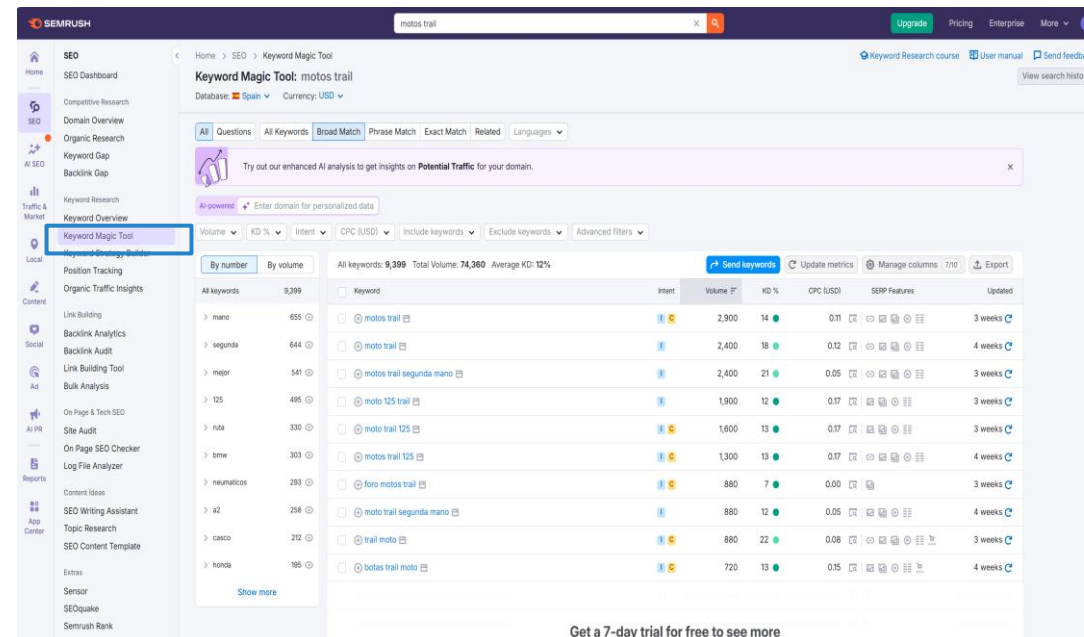 SEMRUSH
motos trail
Upgrade
Pricing
Enterprise
More
Home
SEO
AI SEO
Traffic &
Market
Local
Content
Social
Ad
AI PR
Reports
App
Center
SEO
SEO Dashboard
Competitive Research
Domain Overview
Organic Research
Keyword Gap
Backlink Gap
Keyword Research
Keyword Overview
Keyword Magic Tool
Keyword Strategy Builder
Position Tracking
Organic Traffic Insights
Link Building
Backlink Analytics
Backlink Audit
Link Building Tool
Bulk Analysis
On Page & Tech SEO
Site Audit
On Page SEO Checker
Log File Analyzer
Content Ideas
SEO Writing Assistant
Topic Research
SEO Content Template
Extras
Sensor
SEOquake
Semrush Rank
Home > SEO > Keyword Magic Tool
Keyword Research course
User manual
Send feedba
Keyword Magic Tool: motos trail
View search histo
Database: Spain Currency: USD
All Questions All Keywords Broad Match Phrase Match Exact Match Related Languages
Try out our enhanced AI analysis to get insights on Potential Traffic for your domain.
AI-powered Enter domain for personalized data
Volume KD % Intent CPC (USD) Include keywords Exclude keywords Advanced filters
By number By volume
All keywords 9,399
mano 655
segunda 644
mejor 541
125 495
ruta 330
bmw 303
neumaticos 293
a2 258
casco 212
honda 195
Show more
All keywords: 9,399 Total Volume: 74,360 Average KD: 12%
Send keywords Update metrics Manage columns 7/10 Export
Keyword Intent Volume KD % CPC (USD) SERP Features Updated
motos trail I C 2,900 14 0.11 3 weeks
moto trail I 2,400 18 0.12 4 weeks
motos trail segunda mano I 2,400 21 0.05 3 weeks
moto 125 trail I 1,900 12 0.17 3 weeks
moto trail 125 I C 1,600 13 0.17 3 weeks
motos trail 125 I C 1,300 13 0.17 4 weeks
foro motos trail I C 880 7 0.00 3 weeks
moto trail segunda mano I 880 12 0.05 4 weeks
trail moto I C 880 22 0.08 3 weeks
botas trail moto I C 720 13 0.15 4 weeks
Get a 7-day trial for free to see more